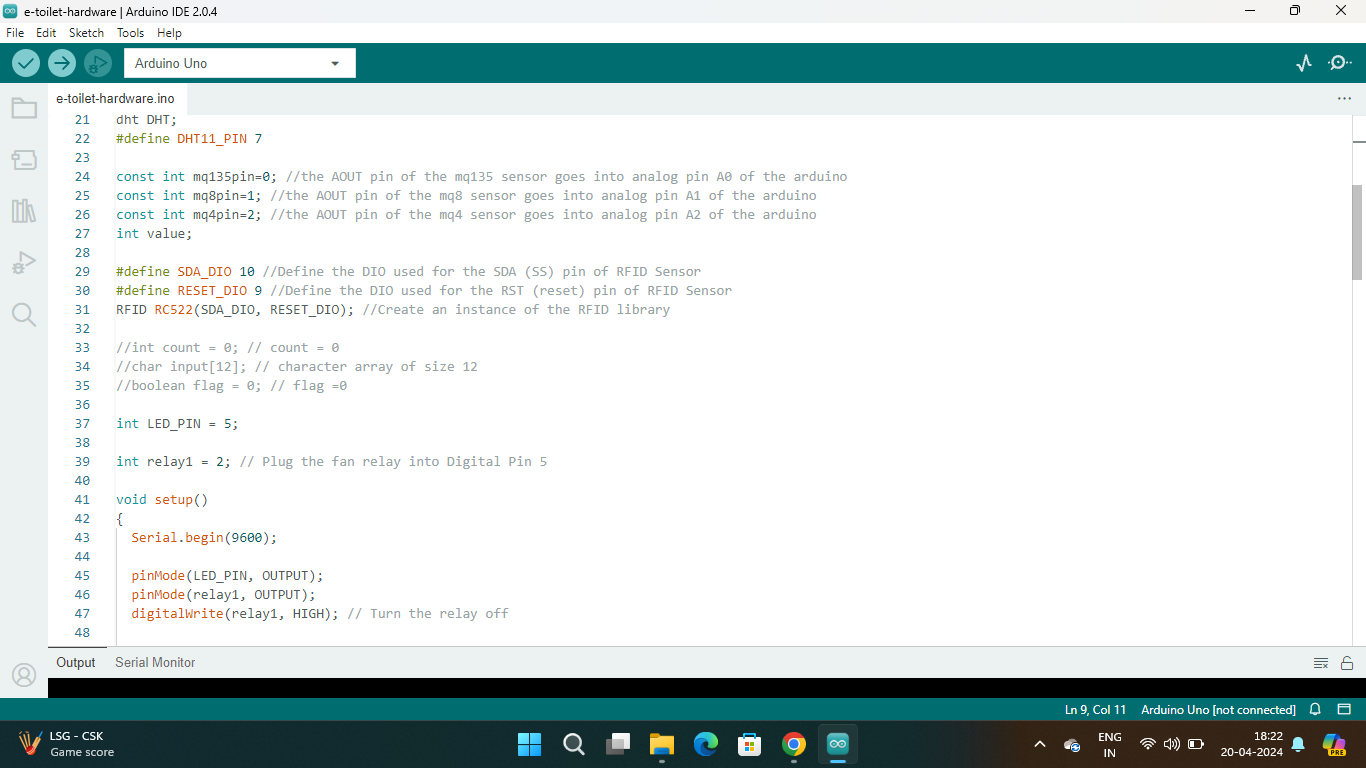 e-toilet-hardware | Arduino IDE 2.0.4
File Edit Sketch Tools Help
Arduino Uno
e-toilet-hardware.ino
21 dht DHT;
22 #define DHT11_PIN 7
23
24 const int mq135pin=0; //the AOUT pin of the mq135 sensor goes into analog pin A0 of the arduino
25 const int mq8pin=1; //the AOUT pin of the mq8 sensor goes into analog pin A1 of the arduino
26 const int mq4pin=2; //the AOUT pin of the mq4 sensor goes into analog pin A2 of the arduino
27 int value;
28
29 #define SDA_DIO 10 //Define the DIO used for the SDA (SS) pin of RFID Sensor
30 #define RESET_DIO 9 //Define the DIO used for the RST (reset) pin of RFID Sensor
31 RFID RC522(SDA_DIO, RESET_DIO); //Create an instance of the RFID library
32
33 //int count = 0; // count = 0
34 //char input[12]; // character array of size 12
35 //boolean flag = 0; // flag =0
36
37 int LED_PIN = 5;
38
39 int relay1 = 2; // Plug the fan relay into Digital Pin 5
40
41 void setup()
42 {
43 Serial.begin(9600);
44
45 pinMode(LED_PIN, OUTPUT);
46 pinMode(relay1, OUTPUT);
47 digitalWrite(relay1, HIGH); // Turn the relay off
48
Output Serial Monitor
Ln 9, Col 11 Arduino Uno [not connected]
LSG - CSK
Game score
ENG
IN
18:22
20-04-2024
PRE